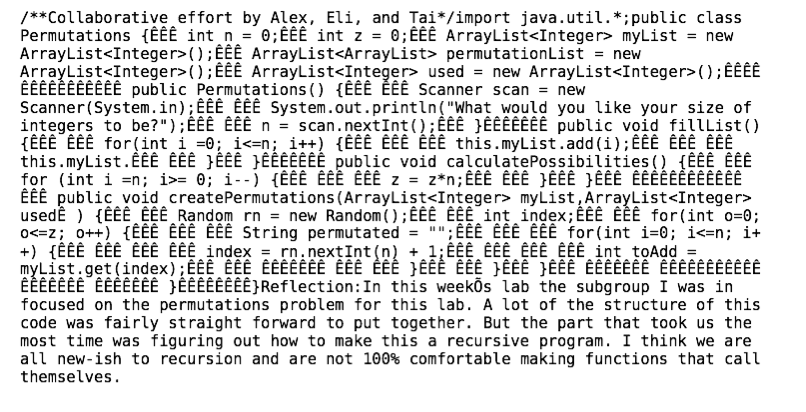 /**Collaborative effort by Alex, Eli, and Tai*/import java.util.*;public class
Permutations {ÊÊÊ int n = 0;ÊÊÊ int z = 0;ÊÊÊ ArrayList<Integer> myList = new
ArrayList<Integer>();ÊÊÊ ArrayList<ArrayList> permutationList = new
ArrayList<Integer>();ÊÊÊ ArrayList<Integer> used = new ArrayList<Integer>();ÊÊÊÊ
ÊÊÊÊÊÊÊÊÊÊÊ public Permutations() {ÊÊÊ ÊÊÊ Scanner scan = new
Scanner(System.in);ÊÊÊ ÊÊÊ System.out.println("What would you like your size of
integers to be?");ÊÊÊ ÊÊÊ n = scan.nextInt();ÊÊÊ }ÊÊÊÊÊÊÊ public void fillList()
{ÊÊÊ ÊÊÊ for(int i =0; i<=n; i++) {ÊÊÊ ÊÊÊ ÊÊÊ this.myList.add(i);ÊÊÊ ÊÊÊ ÊÊÊ
this.myList.ÊÊÊ ÊÊÊ }ÊÊÊ }ÊÊÊÊÊÊÊ public void calculatePossibilities() {ÊÊÊ ÊÊÊ
for (int i =n; i>= 0; i--) {ÊÊÊ ÊÊÊ ÊÊÊ z = z*n;ÊÊÊ ÊÊÊ }ÊÊÊ }ÊÊÊ ÊÊÊÊÊÊÊÊÊÊÊÊ
ÊÊÊ public void createPermutations(ArrayList<Integer> myList,ArrayList<Integer>
usedÊ ) {ÊÊÊ ÊÊÊ Random rn = new Random();ÊÊÊ ÊÊÊ int index;ÊÊÊ ÊÊÊ for(int o=0;
o<=z; o++) {ÊÊÊ ÊÊÊ ÊÊÊ String permutated = "";ÊÊÊ ÊÊÊ ÊÊÊ for(int i=0; i<=n; i+
+) {ÊÊÊ ÊÊÊ ÊÊÊ ÊÊÊ index = rn.nextInt(n) + 1;ÊÊÊ ÊÊÊ ÊÊÊ ÊÊÊ int toAdd =
myList.get(index);ÊÊÊ ÊÊÊ ÊÊÊÊÊÊÊ ÊÊÊ ÊÊÊ }ÊÊÊ ÊÊÊ }ÊÊÊ }ÊÊÊ ÊÊÊÊÊÊÊ ÊÊÊÊÊÊÊÊÊÊÊ
ÊÊÊÊÊÊÊ ÊÊÊÊÊÊÊ }ÊÊÊÊÊÊÊÊ}Reflection:In this weekÕs lab the subgroup I was in
focused on the permutations problem for this lab. A lot of the structure of this
code was fairly straight forward to put together. But the part that took us the
most time was figuring out how to make this a recursive program. I think we are
all new-ish to recursion and are not 100% comfortable making functions that call
themselves.